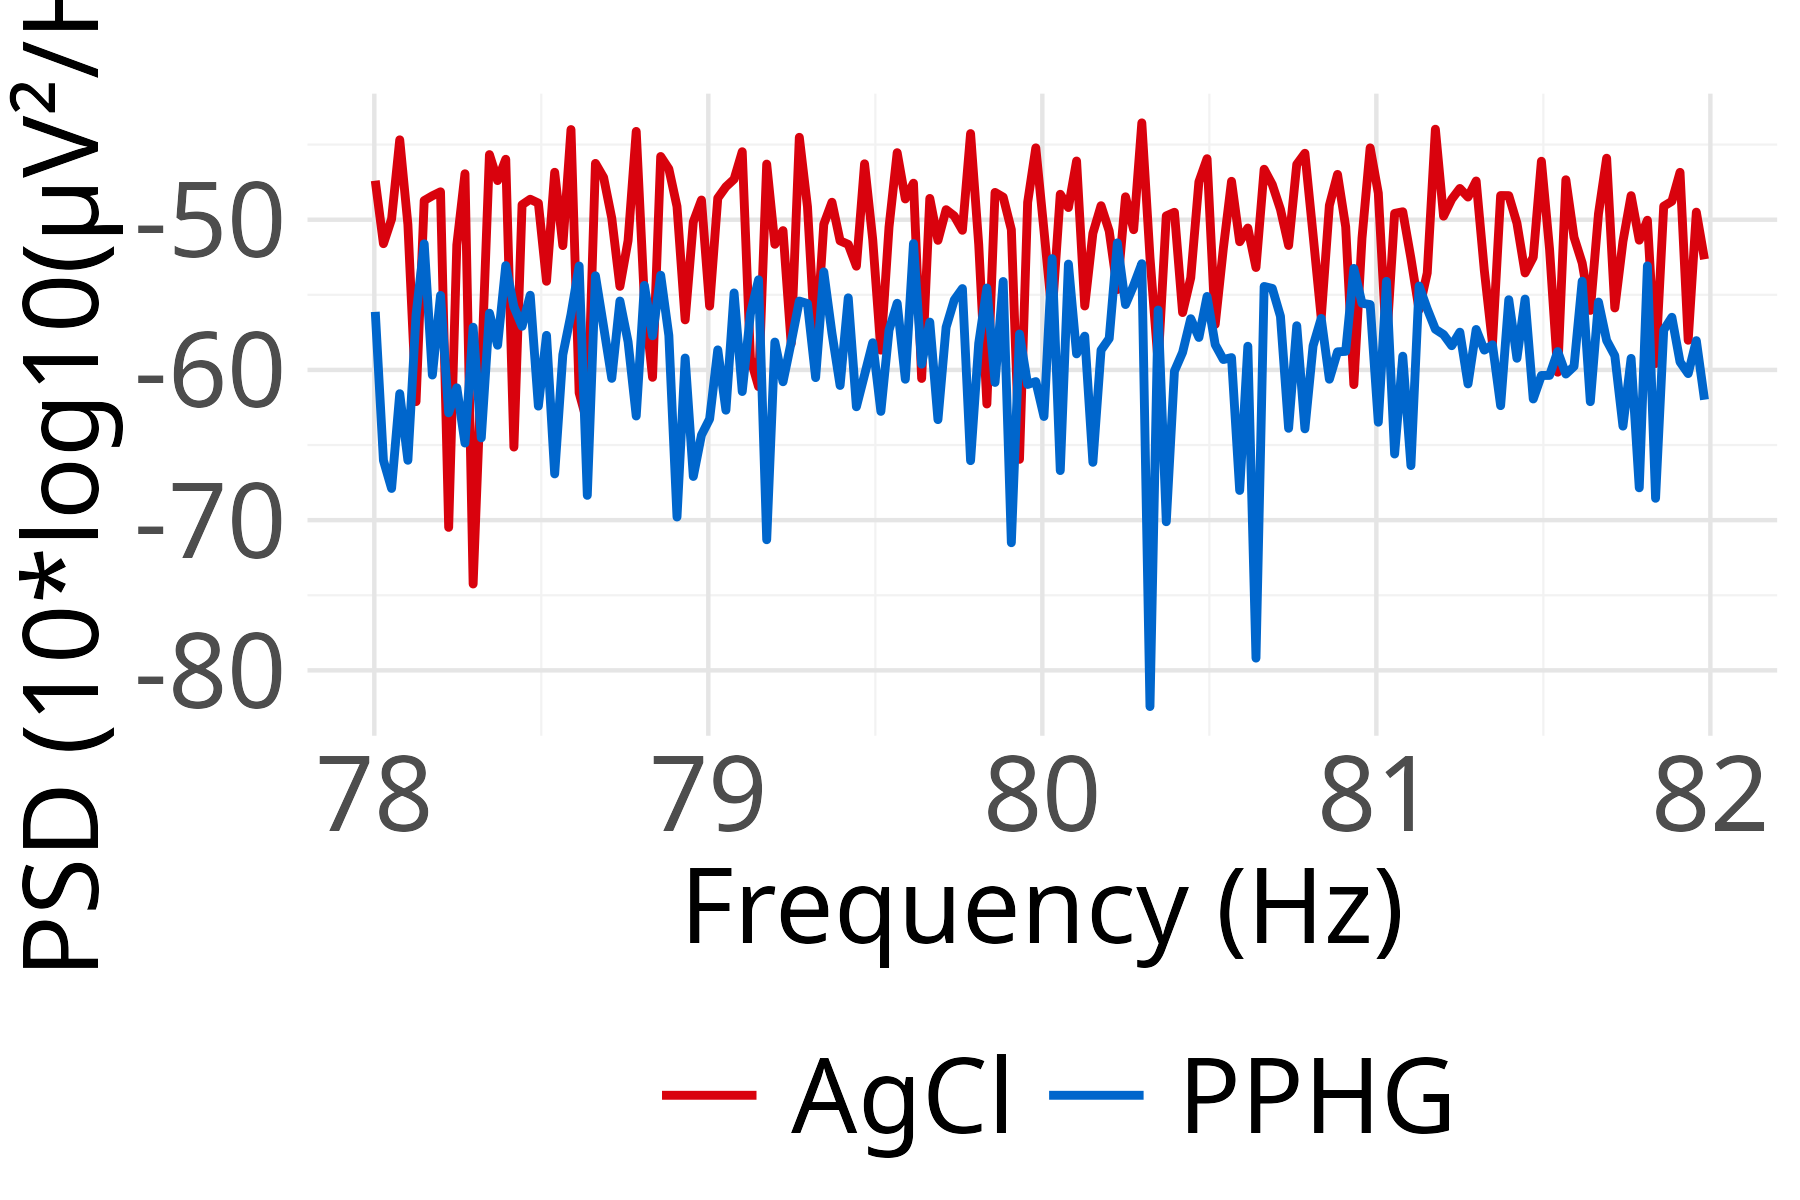 PSD (10*log10(µV²/H
-50
-60
-70
-80
78 79 80 81 82
Frequency (Hz)
AgCl PPHG